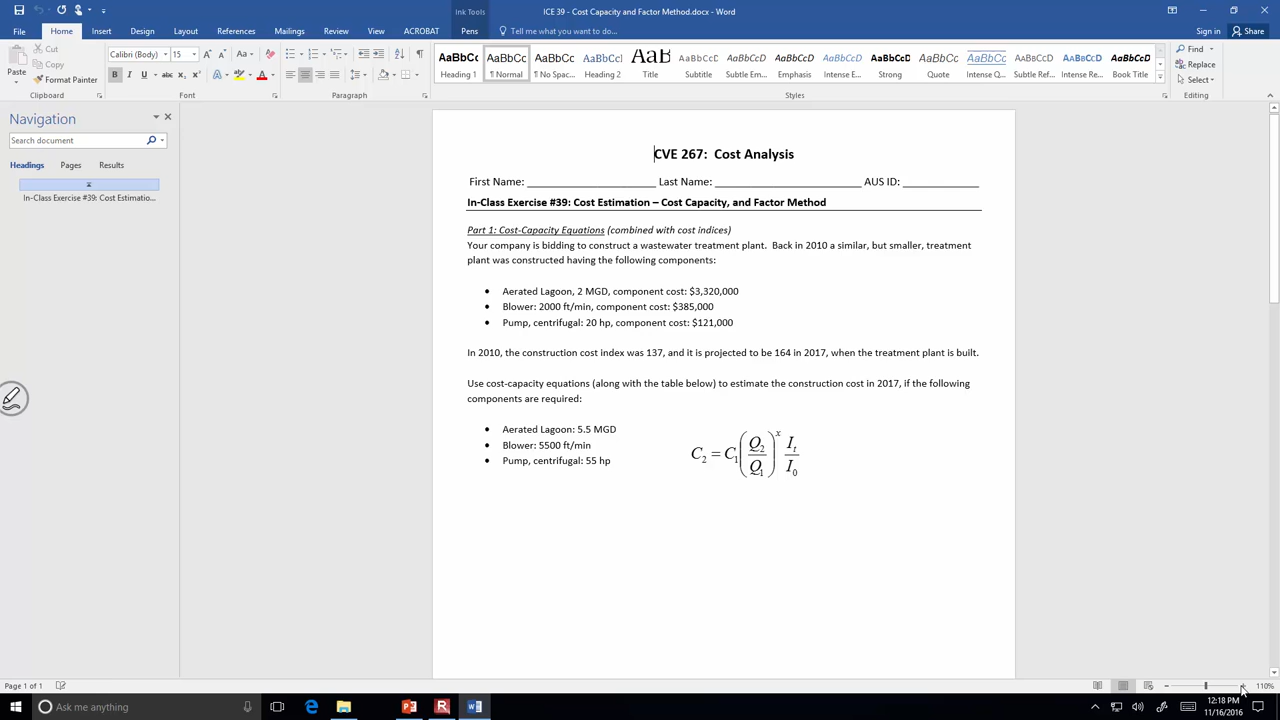 Ink Tools
ICE 39 - Cost Capacity and Factor Method.docx - Word
File Home Insert Design Layout References Mailings Review View ACROBAT Pens Tell me what you want to do... Sign in Share
Paste Cut Copy Format Painter
Clipboard
Calibri (Body) 15
Font
Paragraph
Heading 1 ¶ Normal ¶ No Spac... Heading 2 Title Subtitle Subtle Em... Emphasis Intense E... Strong Quote Intense Q... Subtle Ref... Intense Re... Book Title
Styles
Find
Replace
Select
Editing
Navigation
Search document
Headings Pages Results
In-Class Exercise #39: Cost Estimatio...
CVE 267: Cost Analysis
First Name: ______________________ Last Name: _________________________ AUS ID: _____________
In-Class Exercise #39: Cost Estimation – Cost Capacity, and Factor Method
Part 1: Cost-Capacity Equations (combined with cost indices)
Your company is bidding to construct a wastewater treatment plant. Back in 2010 a similar, but smaller, treatment
plant was constructed having the following components:
• Aerated Lagoon, 2 MGD, component cost: $3,320,000
• Blower: 2000 ft/min, component cost: $385,000
• Pump, centrifugal: 20 hp, component cost: $121,000
In 2010, the construction cost index was 137, and it is projected to be 164 in 2017, when the treatment plant is built.
Use cost-capacity equations (along with the table below) to estimate the construction cost in 2017, if the following
components are required:
• Aerated Lagoon: 5.5 MGD
• Blower: 5500 ft/min
• Pump, centrifugal: 55 hp
C₂ = C₁(Q₂/Q₁)^x I_t/I₀
Page 1 of 1
110%
Ask me anything
12:18 PM
11/16/2016